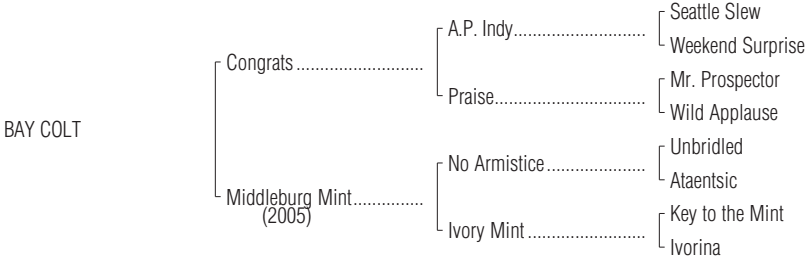 Seattle Slew
A.P. Indy..............................
Weekend Surprise
Congrats ...........................
Mr. Prospector
Praise..................................
Wild Applause
BAY COLT
Unbridled
No Armistice.......................
Ataentsic
Middleburg Mint...............
(2005)
Key to the Mint
Ivory Mint ...........................
Ivorina